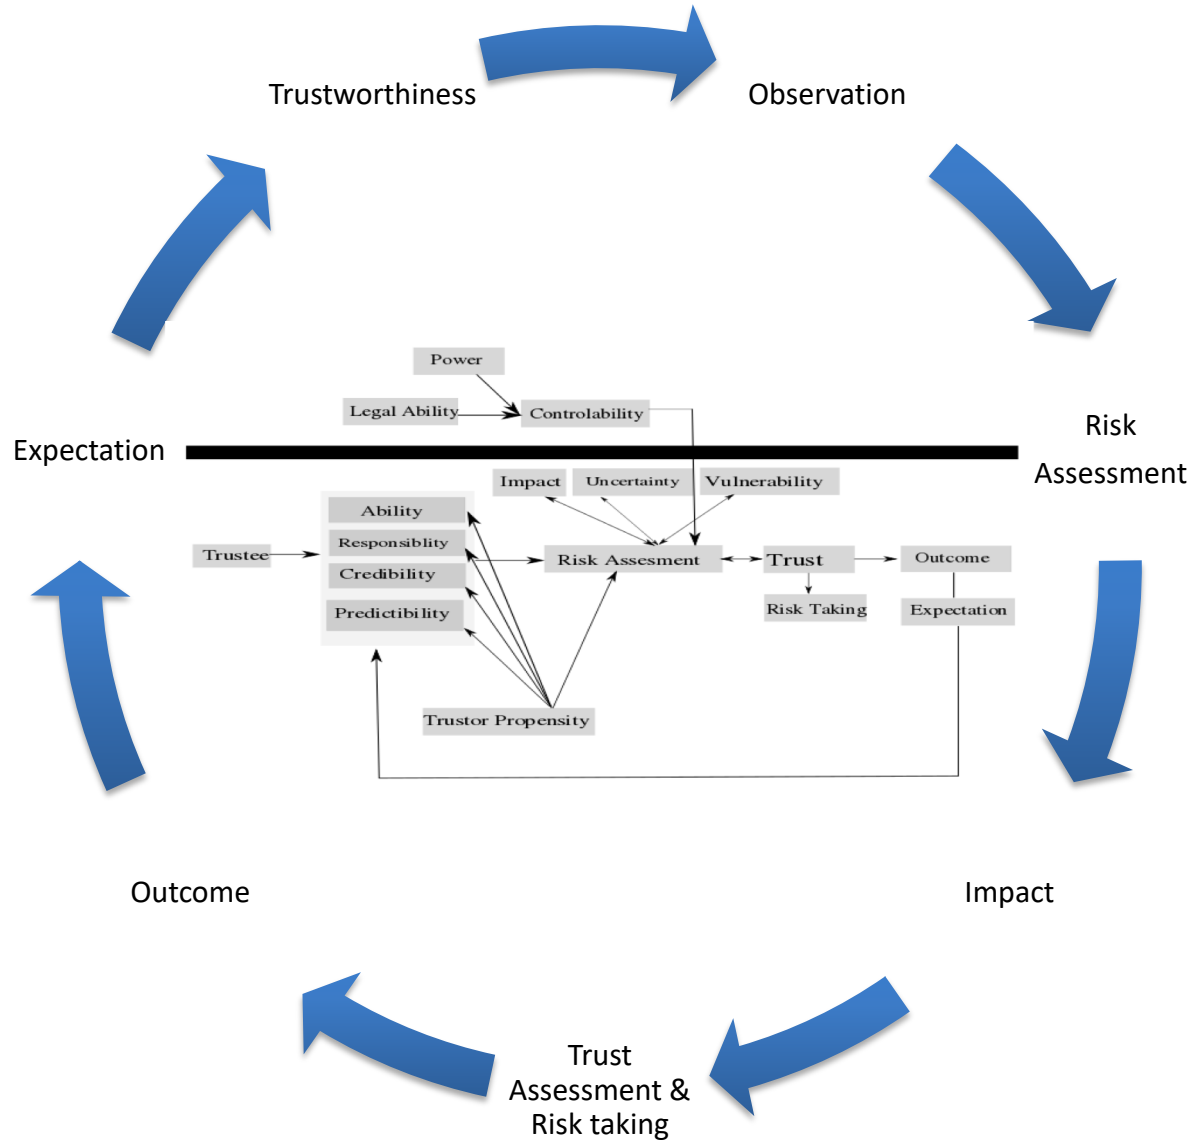 Trustworthiness
Observation
Power
Legal Ability
Controlability
Expectation
Risk
Assessment
Impact
Uncertainty
Vulnerability
Ability
Responsiblity
Credibility
Predictibility
Trustee
Risk Assesment
Trust
Outcome
Risk Taking
Expectation
Trustor Propensity
Outcome
Impact
Trust
Assessment &
Risk taking